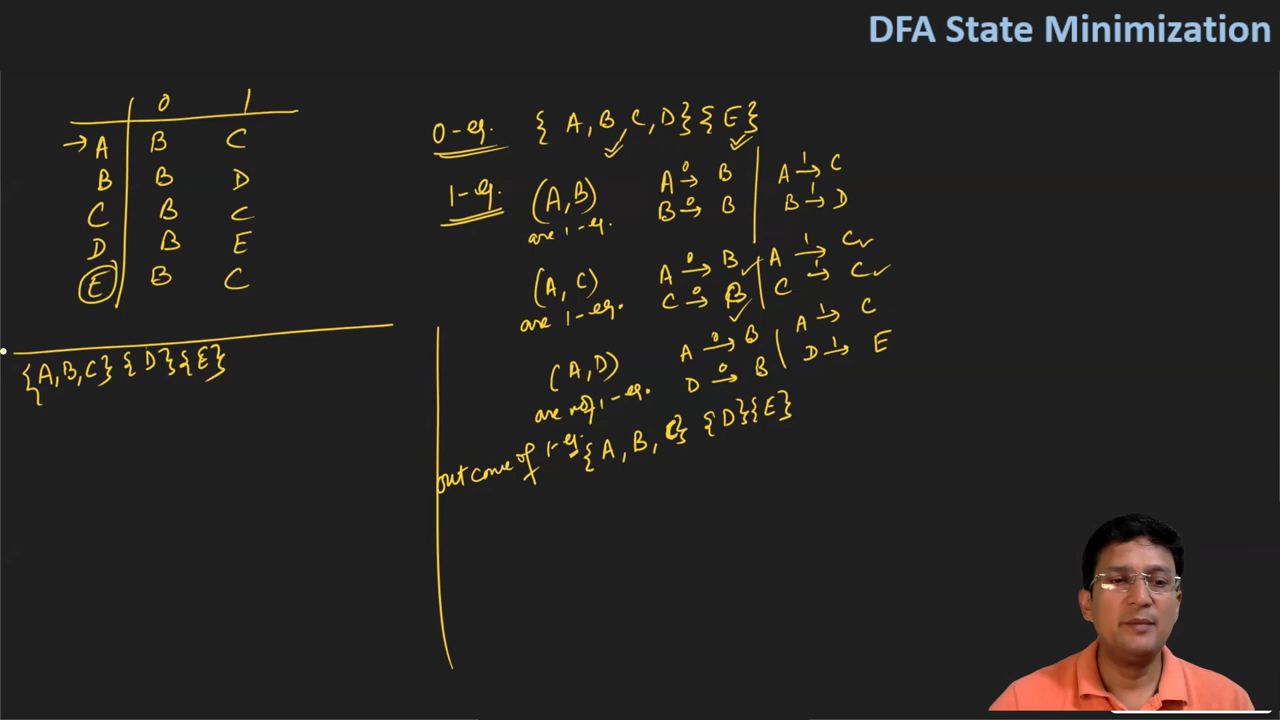 DFA State Minimization
0 1
→ A B C
B B D
C B C
D B E
E B C
{A,B,C} {D}{E}
0-eq. { A, B, C, D} { E}
1-eq. (A,B) A 0→ B A 1→ C
are 1-eq. B 0→ B B 1→ D
(A, C) A 0→ B A 1→ C
are 1-eq. C 0→ B C 1→ C
(A,D) A 0→ B A 1→ C
are not 1-eq. D 0→ B D 1→ E
outcome of 1-eq. {A, B, C} {D}{E}